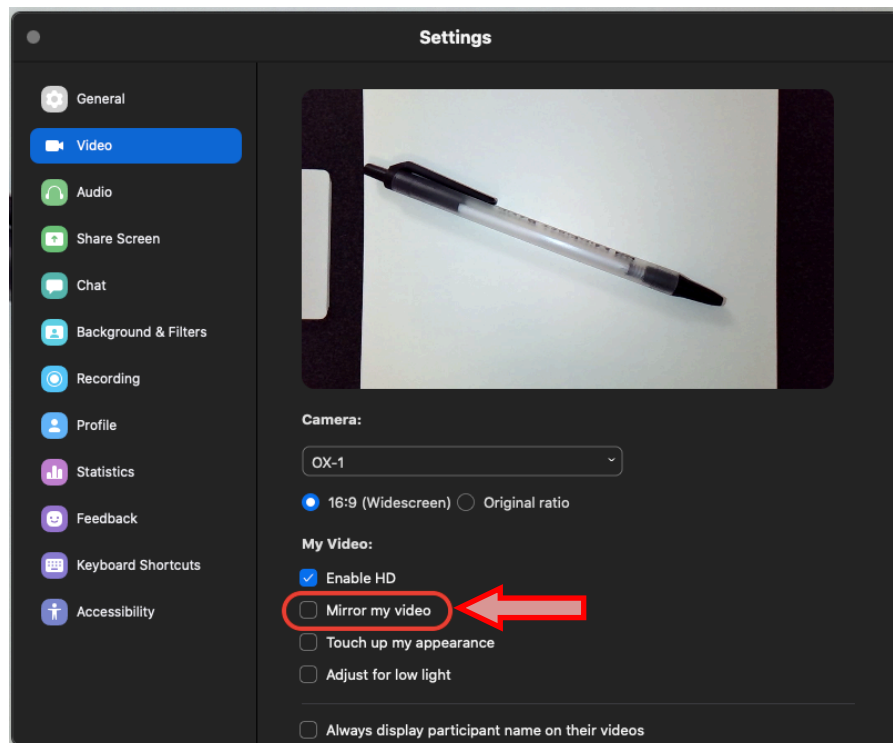 Settings
General
Video
Audio
Share Screen
Chat
Background & Filters
Recording
Profile
Statistics
Feedback
Keyboard Shortcuts
Accessibility
Camera:
OX-1
16:9 (Widescreen) Original ratio
My Video:
Enable HD
Mirror my video
Touch up my appearance
Adjust for low light
Always display participant name on their videos